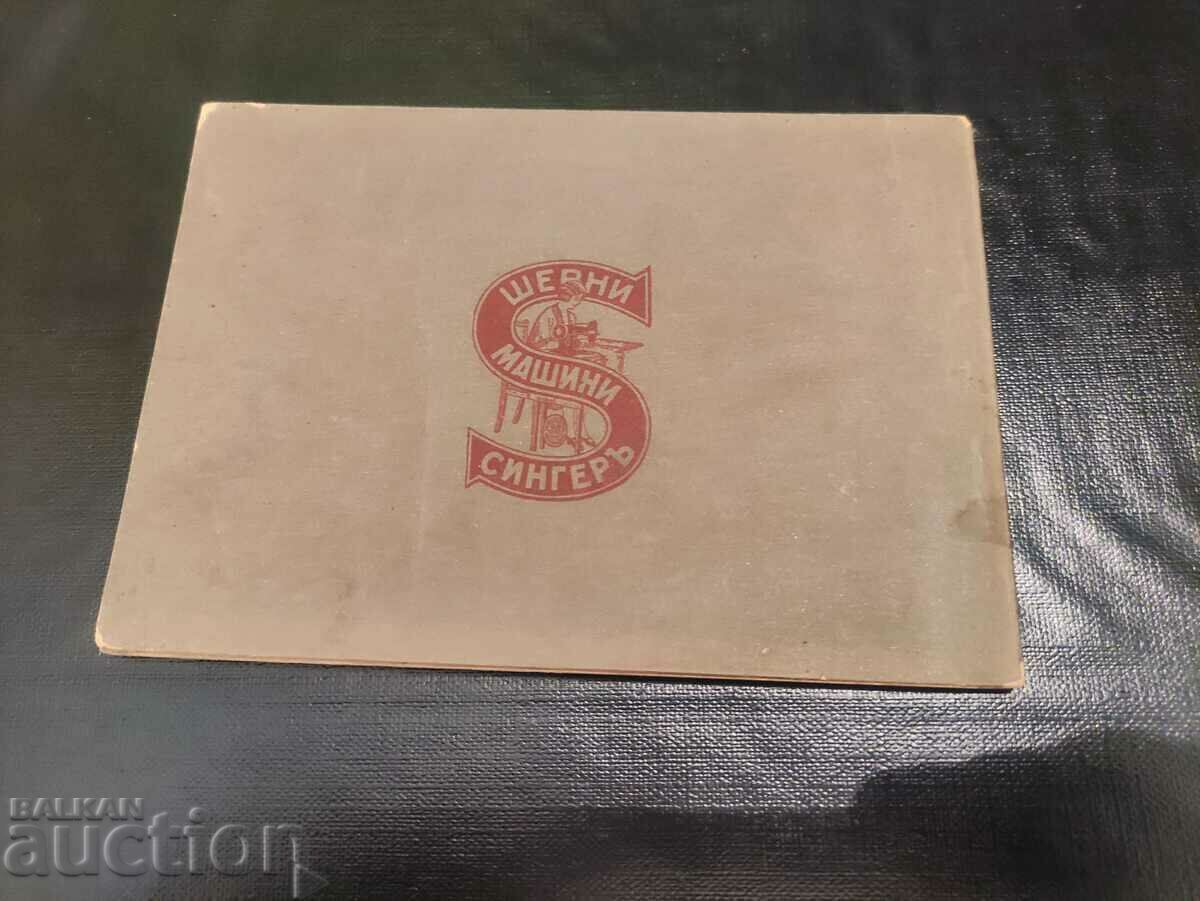 ШЕВНИ
МАШИНИ
СИНГЕРЪ
BALKAN
auction